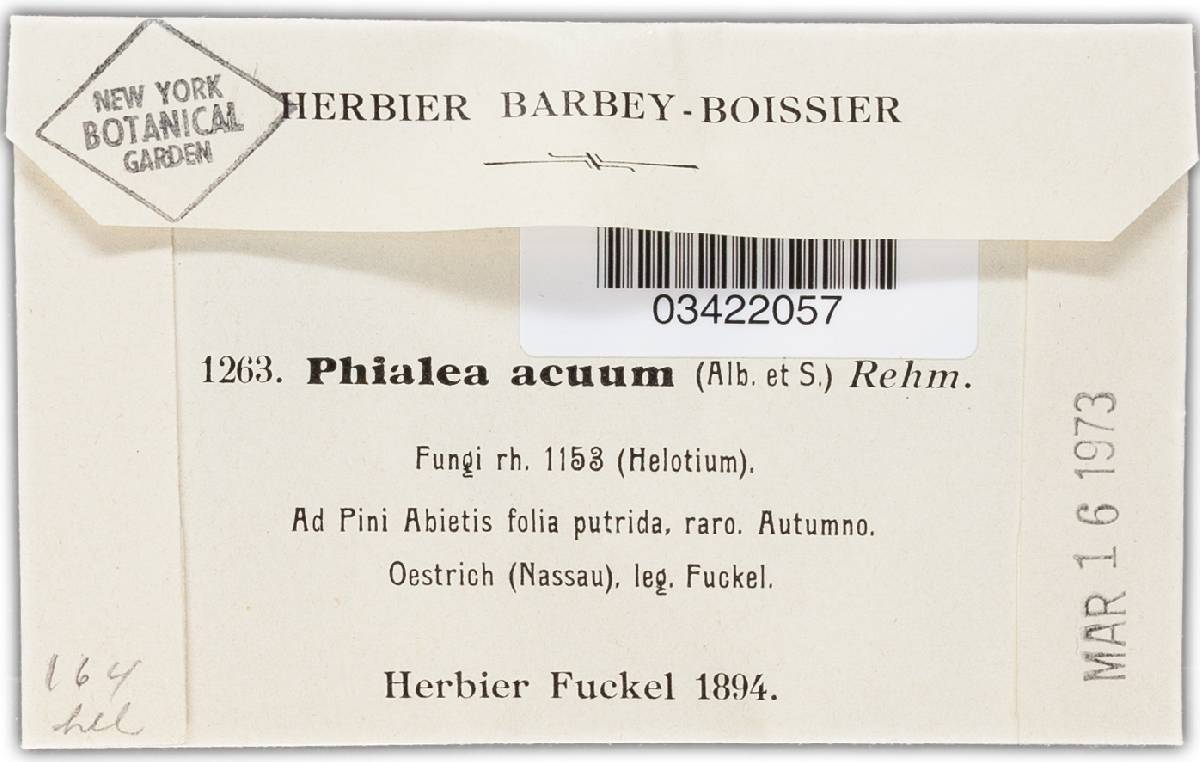 NEW YORK
BOTANICAL
GARDEN
HERBIER BARBEY-BOISSIER
03422057
1263. Phialea acuum (Alb. et S.) Rehm.
Fungi rh. 1153 (Helotium).
Ad Pini Abietis folia putrida, raro. Autumno.
Oestrich (Nassau), leg. Fuckel.
Herbier Fuckel 1894.
MAR 16 1973
164
hel